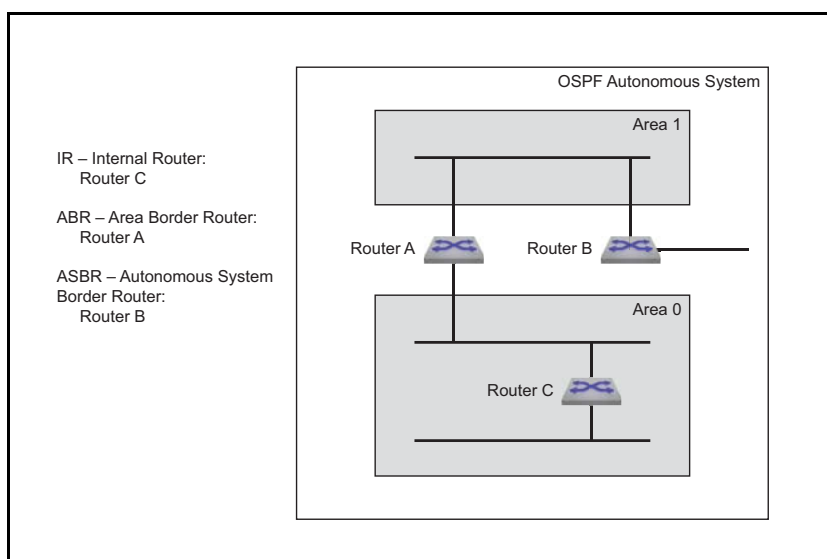 OSPF Autonomous System
Area 1
IR – Internal Router:
Router C
ABR – Area Border Router:
Router A
ASBR – Autonomous System
Border Router:
Router B
Router A
Router B
Area 0
Router C